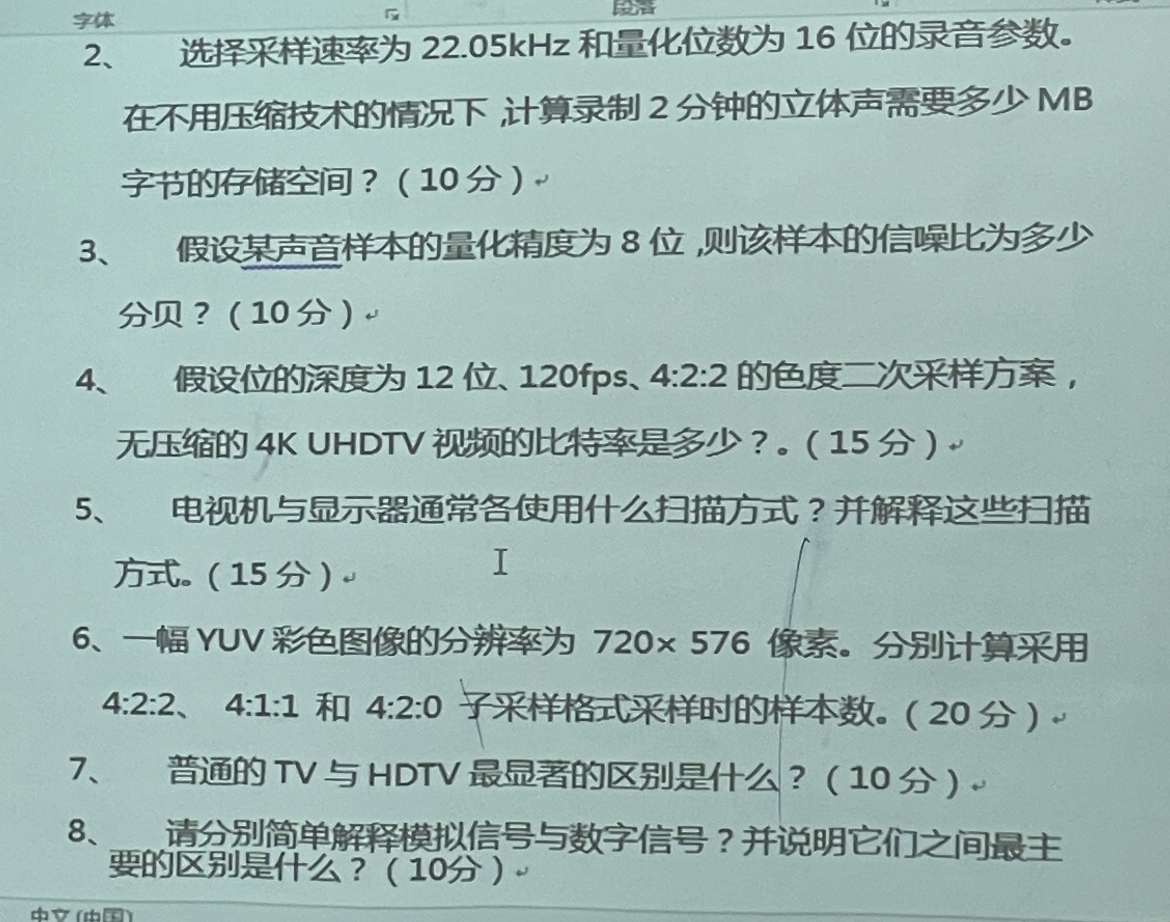 字体 段落
2、 选择采样速率为 22.05kHz 和量化位数为 16 位的录音参数。
在不用压缩技术的情况下,计算录制 2 分钟的立体声需要多少 MB
字节的存储空间?(10 分)
3、 假设某声音样本的量化精度为 8 位,则该样本的信噪比为多少
分贝?(10 分)
4、 假设位的深度为 12 位、120fps、4:2:2 的色度二次采样方案,
无压缩的 4K UHDTV 视频的比特率是多少?。(15 分)
5、 电视机与显示器通常各使用什么扫描方式?并解释这些扫描
方式。(15 分)
6、一幅 YUV 彩色图像的分辨率为 720× 576 像素。分别计算采用
4:2:2、 4:1:1 和 4:2:0 子采样格式采样时的样本数。(20 分)
7、 普通的 TV 与 HDTV 最显著的区别是什么?(10 分)
8、 请分别简单解释模拟信号与数字信号?并说明它们之间最主
要的区别是什么?(10分)
中文(中国)